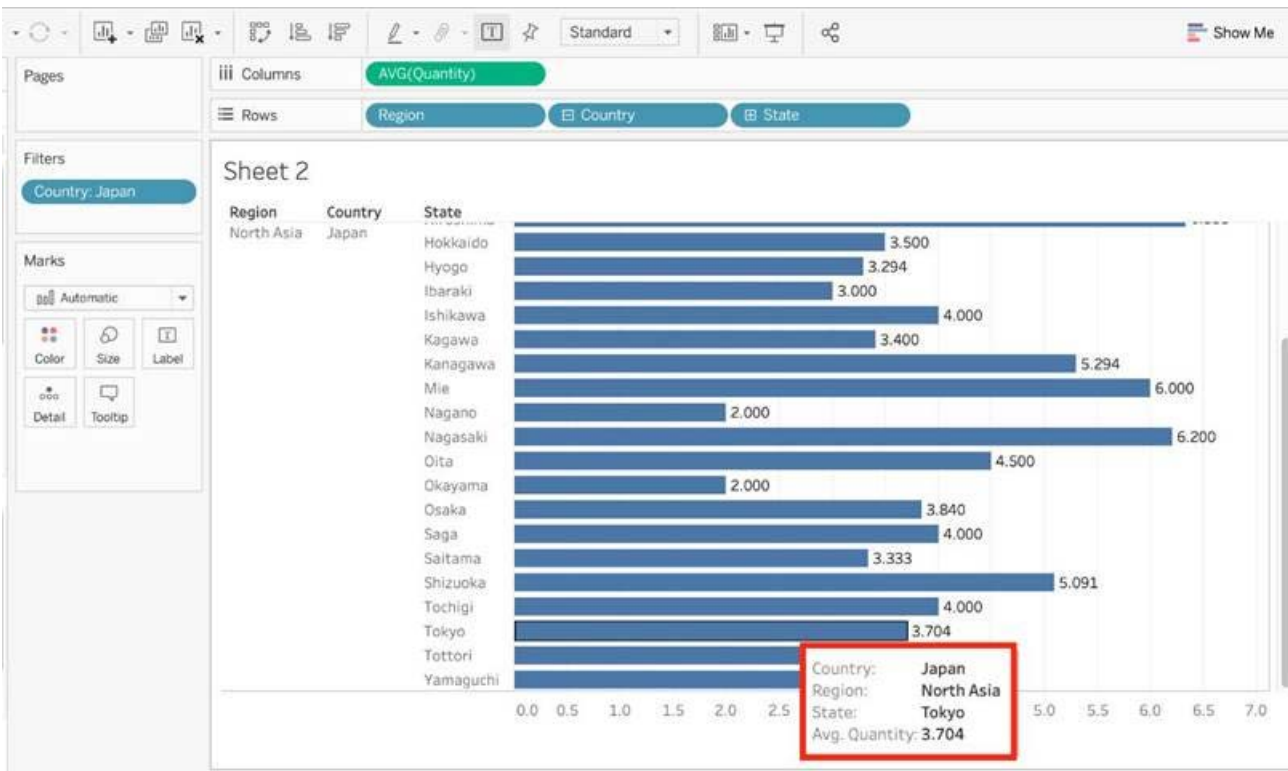 Standard
Show Me
Pages
Columns
AVG(Quantity)
Rows
Region
Country
State
Filters
Country: Japan
Marks
Automatic
Color
Size
Label
Detail
Tooltip
Sheet 2
Region Country State
North Asia Japan
Hokkaido 3.500
Hyogo 3.294
Ibaraki 3.000
Ishikawa 4.000
Kagawa 3.400
Kanagawa 5.294
Mie 6.000
Nagano 2.000
Nagasaki 6.200
Oita 4.500
Okayama 2.000
Osaka 3.840
Saga 4.000
Saitama 3.333
Shizuoka 5.091
Tochigi 4.000
Tokyo 3.704
Tottori
Yamaguchi
Country: Japan
Region: North Asia
State: Tokyo
Avg. Quantity: 3.704
0.0 0.5 1.0 1.5 2.0 2.5 5.0 5.5 6.0 6.5 7.0